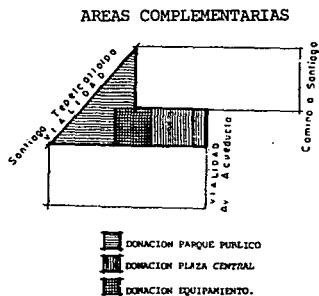 AREAS COMPLEMENTARIAS
Santiago Tepalcatlalpa
VIALIDAD
Camino a Santiago
VIALIDAD
Av Acueducto
DONACION PARQUE PUBLICO
DONACION PLAZA CENTRAL
DONACION EQUIPAMIENTO.